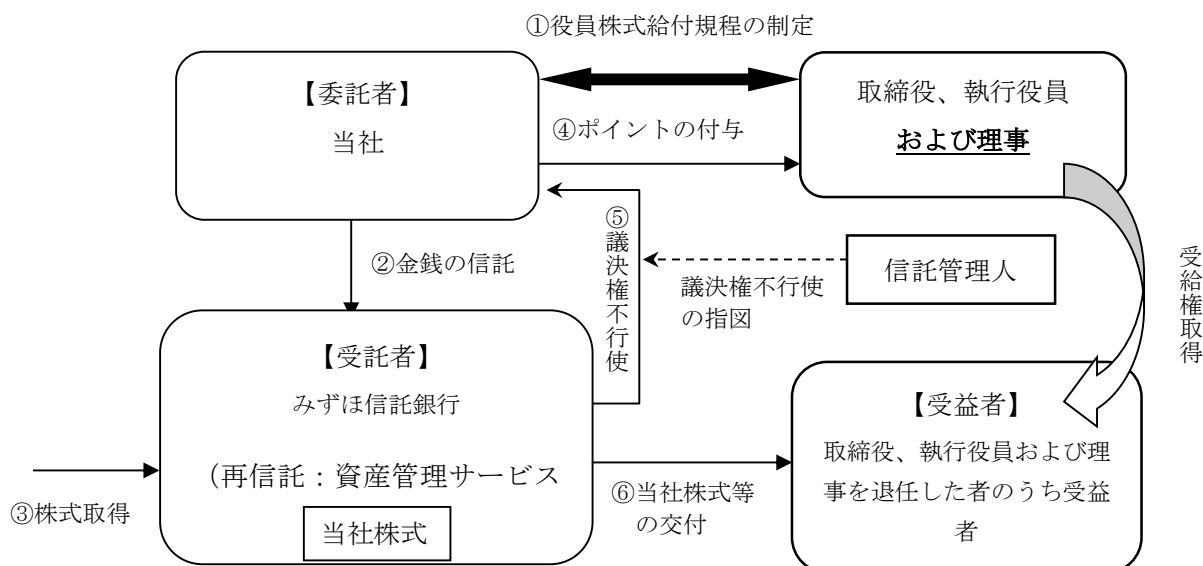 ①役員株式給付規程の制定
【委託者】
当社
取締役、執行役員
および理事
④ポイントの付与
②金銭の信託
⑤議決権不行使
議決権不行使
の指図
信託管理人
受給権取得
【受託者】
みずほ信託銀行
(再信託：資産管理サービス
当社株式
③株式取得
⑥当社株式等
の交付
【受益者】
取締役、執行役員および理
事を退任した者のうち受益
者